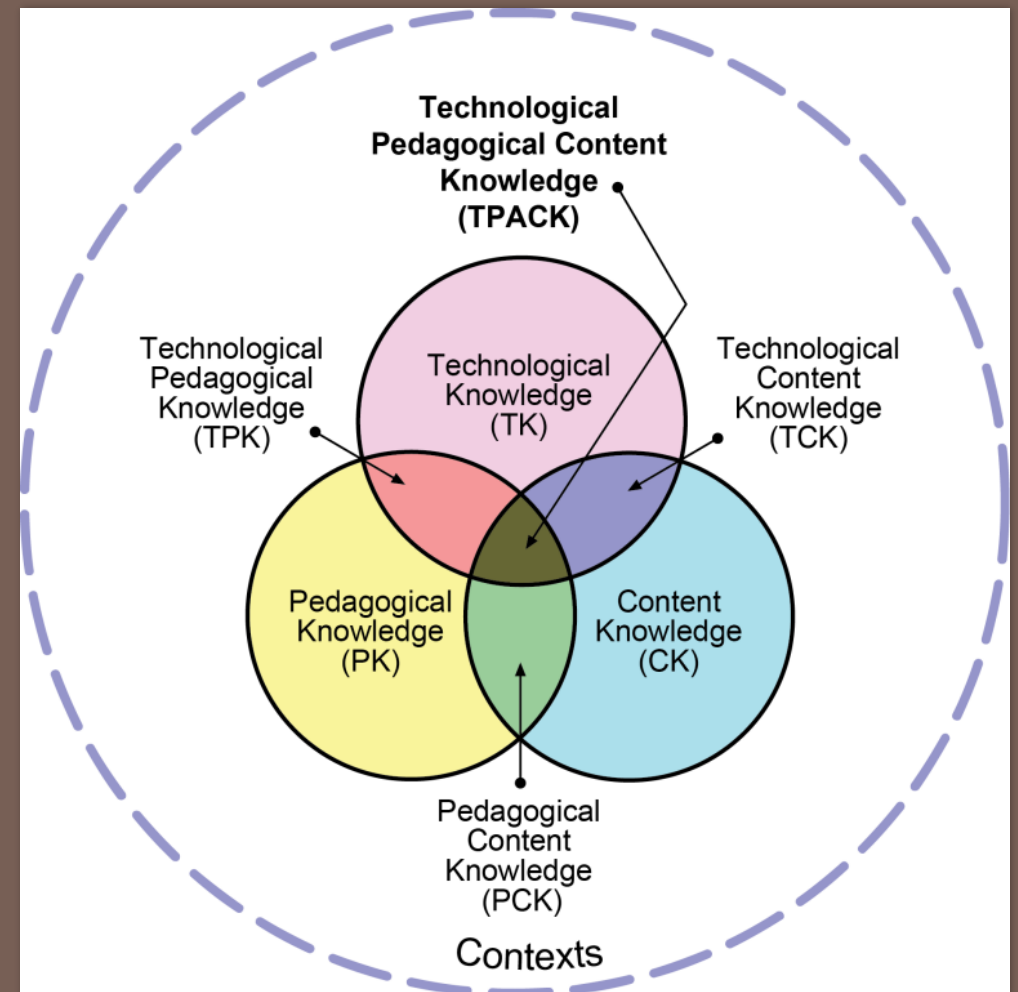 Technological
Pedagogical Content
Knowledge
(TPACK)
Technological
Pedagogical
Knowledge
(TPK)
Technological
Knowledge
(TK)
Technological
Content
Knowledge
(TCK)
Pedagogical
Knowledge
(PK)
Content
Knowledge
(CK)
Pedagogical
Content
Knowledge
(PCK)
Contexts